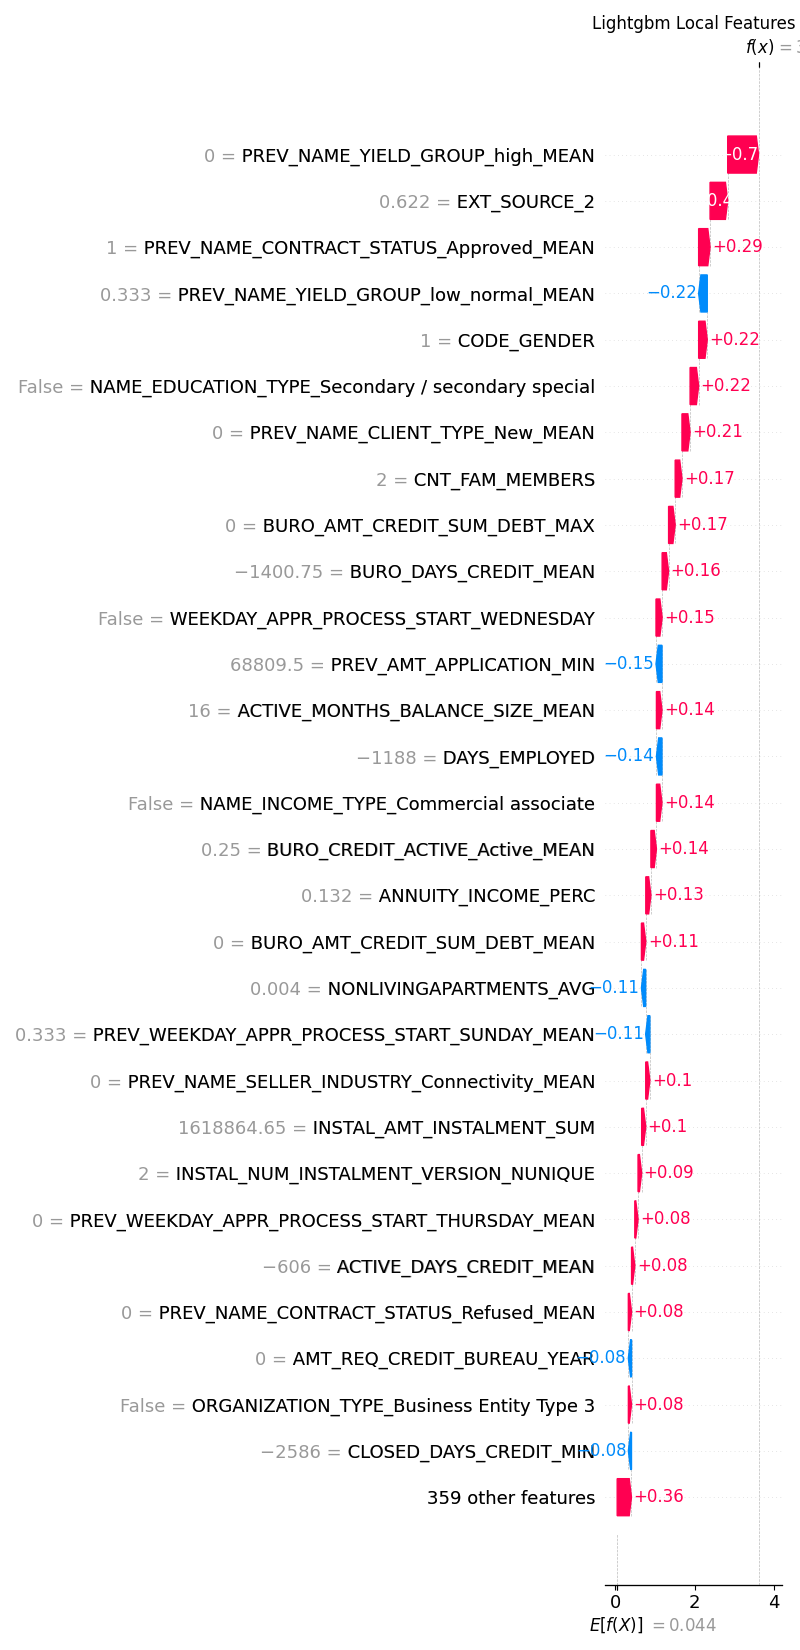 Lightgbm Local Features
f(x) = 3
0 = PREV_NAME_YIELD_GROUP_high_MEAN
0.622 = EXT_SOURCE_2
1 = PREV_NAME_CONTRACT_STATUS_Approved_MEAN +0.29
0.333 = PREV_NAME_YIELD_GROUP_low_normal_MEAN −0.22
1 = CODE_GENDER +0.22
False = NAME_EDUCATION_TYPE_Secondary / secondary special +0.22
0 = PREV_NAME_CLIENT_TYPE_New_MEAN +0.21
2 = CNT_FAM_MEMBERS +0.17
0 = BURO_AMT_CREDIT_SUM_DEBT_MAX +0.17
−1400.75 = BURO_DAYS_CREDIT_MEAN +0.16
False = WEEKDAY_APPR_PROCESS_START_WEDNESDAY +0.15
68809.5 = PREV_AMT_APPLICATION_MIN −0.15
16 = ACTIVE_MONTHS_BALANCE_SIZE_MEAN +0.14
−1188 = DAYS_EMPLOYED −0.14
False = NAME_INCOME_TYPE_Commercial associate +0.14
0.25 = BURO_CREDIT_ACTIVE_Active_MEAN +0.14
0.132 = ANNUITY_INCOME_PERC +0.13
0 = BURO_AMT_CREDIT_SUM_DEBT_MEAN +0.11
0.004 = NONLIVINGAPARTMENTS_AVG −0.11
0.333 = PREV_WEEKDAY_APPR_PROCESS_START_SUNDAY_MEAN −0.11
0 = PREV_NAME_SELLER_INDUSTRY_Connectivity_MEAN +0.1
1618864.65 = INSTAL_AMT_INSTALMENT_SUM +0.1
2 = INSTAL_NUM_INSTALMENT_VERSION_NUNIQUE +0.09
0 = PREV_WEEKDAY_APPR_PROCESS_START_THURSDAY_MEAN +0.08
−606 = ACTIVE_DAYS_CREDIT_MEAN +0.08
0 = PREV_NAME_CONTRACT_STATUS_Refused_MEAN +0.08
0 = AMT_REQ_CREDIT_BUREAU_YEAR −0.08
False = ORGANIZATION_TYPE_Business Entity Type 3 +0.08
−2586 = CLOSED_DAYS_CREDIT_MIN −0.08
359 other features +0.36
0 2 4
E[f(X)] = 0.044